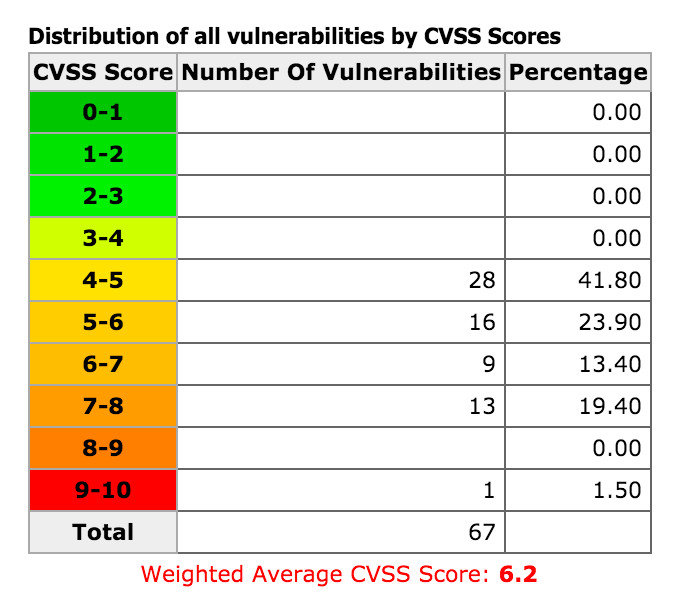 Distribution of all vulnerabilities by CVSS Scores
CVSS Score Number Of Vulnerabilities Percentage
0-1 0.00
1-2 0.00
2-3 0.00
3-4 0.00
4-5 28 41.80
5-6 16 23.90
6-7 9 13.40
7-8 13 19.40
8-9 0.00
9-10 1 1.50
Total 67
Weighted Average CVSS Score: 6.2